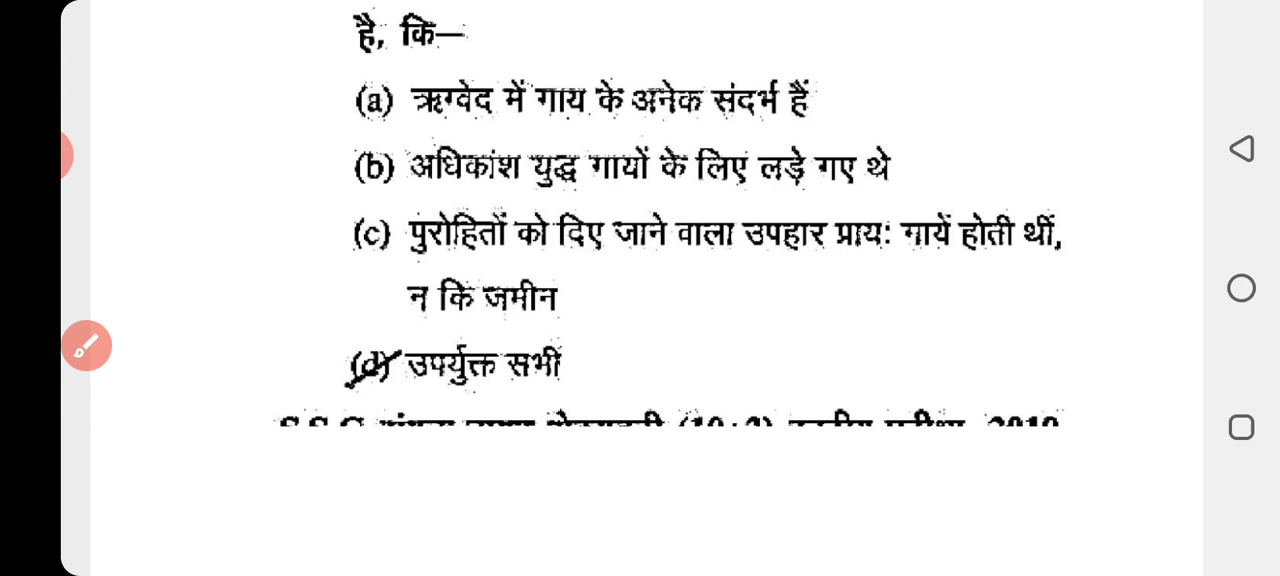 है, कि—
(a) ऋग्वेद में गाय के अनेक संदर्भ हैं
(b) अधिकांश युद्ध गायों के लिए लड़े गए थे
(c) पुरोहितों को दिए जाने वाला उपहार प्रायः गायें होती थीं,
न कि जमीन
(d) उपर्युक्त सभी